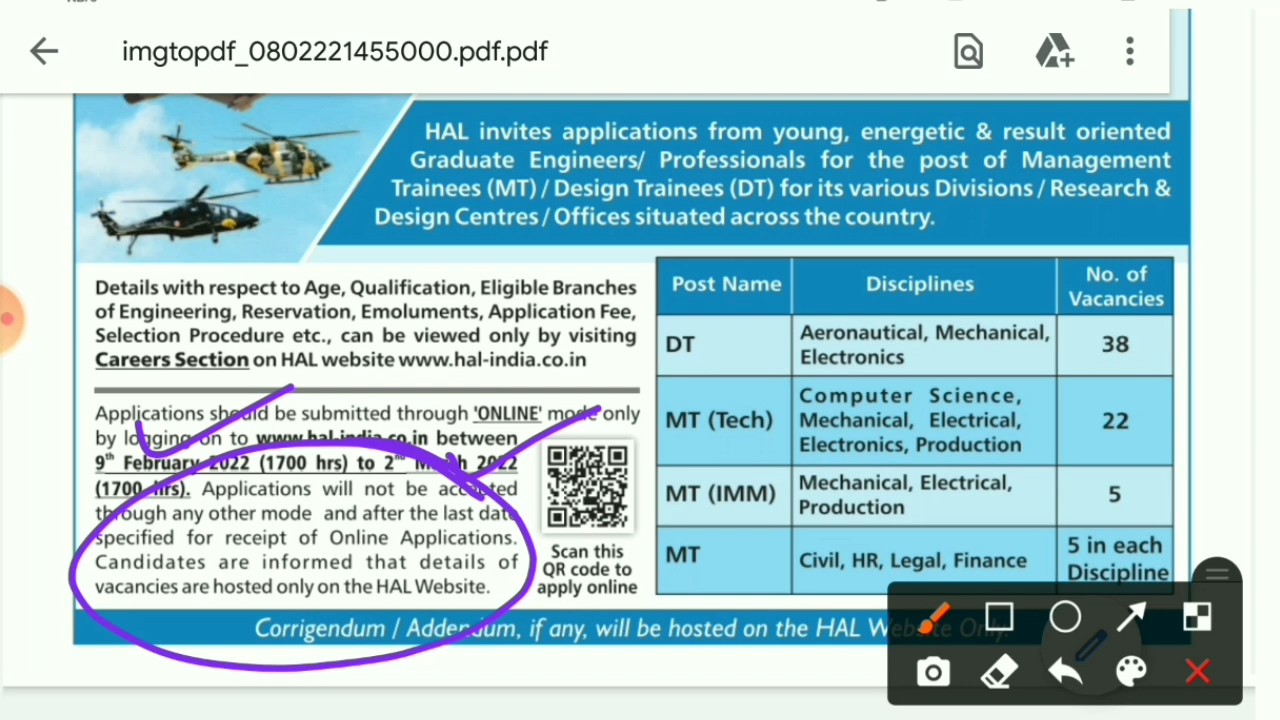 imgtopdf_0802221455000.pdf.pdf
HAL invites applications from young, energetic & result oriented
Graduate Engineers/ Professionals for the post of Management
Trainees (MT) / Design Trainees (DT) for its various Divisions / Research &
Design Centres / Offices situated across the country.
Details with respect to Age, Qualification, Eligible Branches
of Engineering, Reservation, Emoluments, Application Fee,
Selection Procedure etc., can be viewed only by visiting
Careers Section on HAL website www.hal-india.co.in
Applications should be submitted through 'ONLINE' mode only
by logging on to www.hal-india.co.in between
9th February 2022 (1700 hrs) to 2nd March 2022
(1700 hrs). Applications will not be accepted
through any other mode and after the last date
specified for receipt of Online Applications.
Candidates are informed that details of
vacancies are hosted only on the HAL Website.
Scan this
QR code to
apply online
Post Name Disciplines No. of
Vacancies
DT Aeronautical, Mechanical,
Electronics 38
MT (Tech) Computer Science,
Mechanical, Electrical,
Electronics, Production 22
MT (IMM) Mechanical, Electrical,
Production 5
MT Civil, HR, Legal, Finance 5 in each
Discipline
Corrigendum / Addendum, if any, will be hosted on the HAL Website Only.